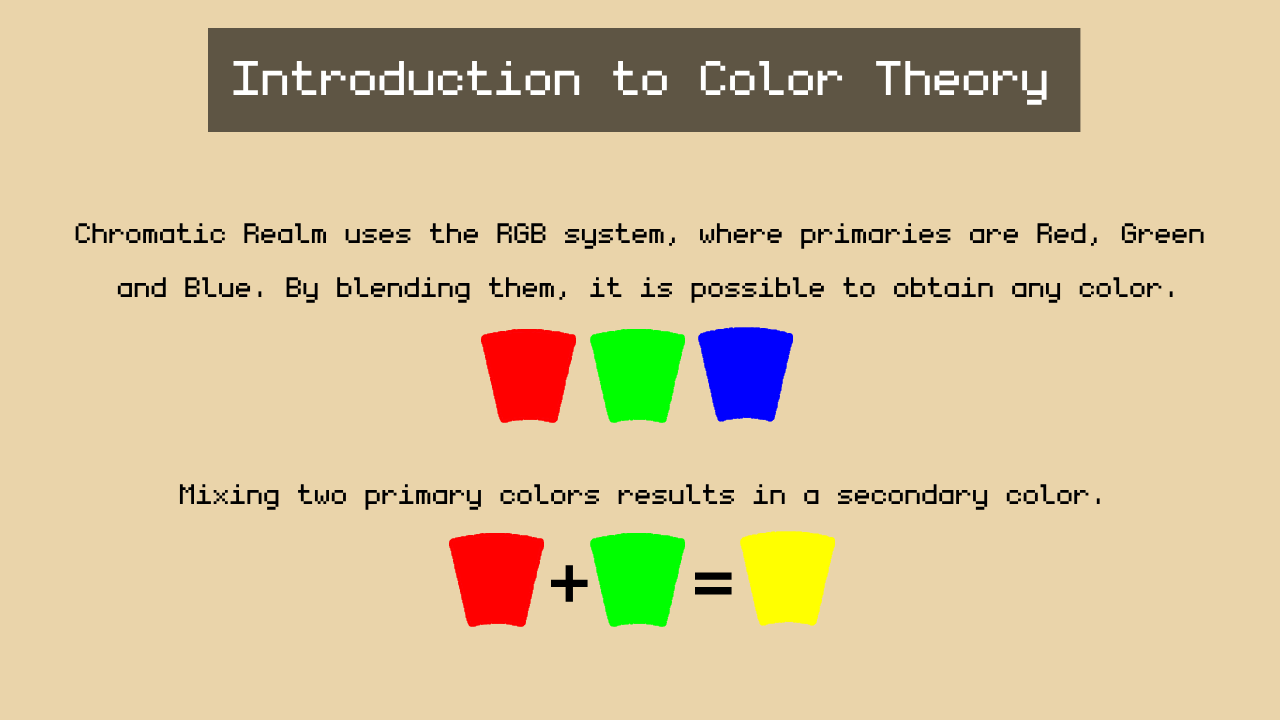 Introduction to Color Theory
Chromatic Realm uses the RGB system, where primaries are Red, Green
and Blue. By blending them, it is possible to obtain any color.
Mixing two primary colors results in a secondary color.
+ =